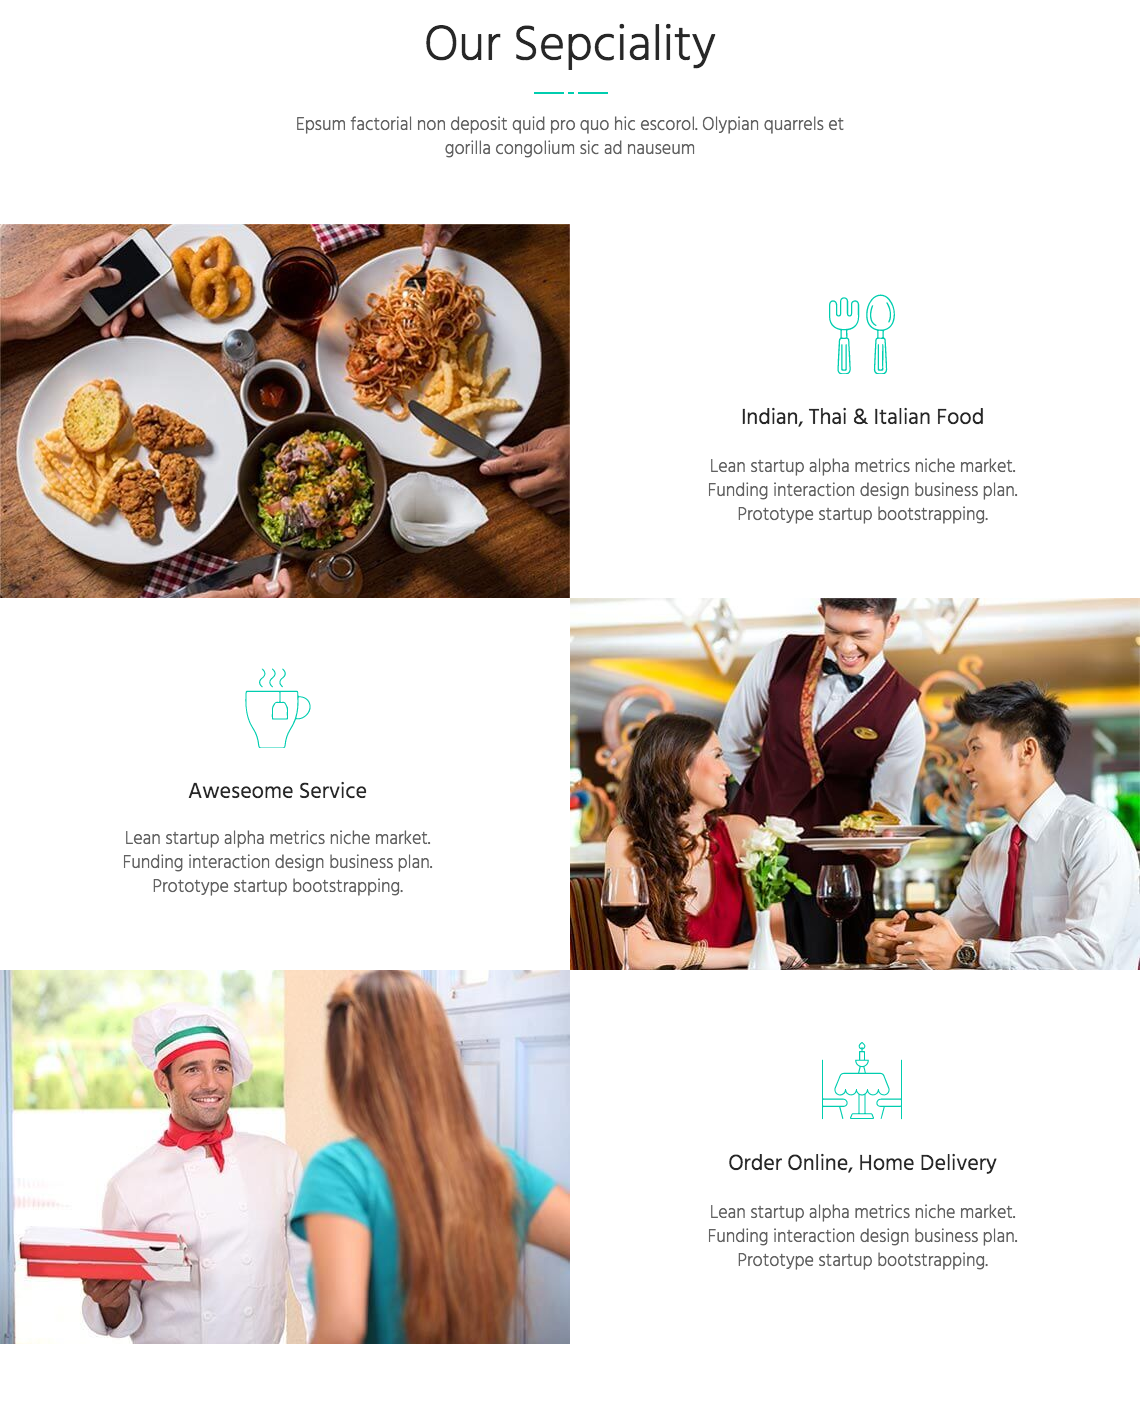 Our Sepciality
Epsum factorial non deposit quid pro quo hic escorol. Olypian quarrels et
gorilla congolium sic ad nauseum
Indian, Thai & Italian Food
Lean startup alpha metrics niche market.
Funding interaction design business plan.
Prototype startup bootstrapping.
Aweseome Service
Lean startup alpha metrics niche market.
Funding interaction design business plan.
Prototype startup bootstrapping.
Order Online, Home Delivery
Lean startup alpha metrics niche market.
Funding interaction design business plan.
Prototype startup bootstrapping.